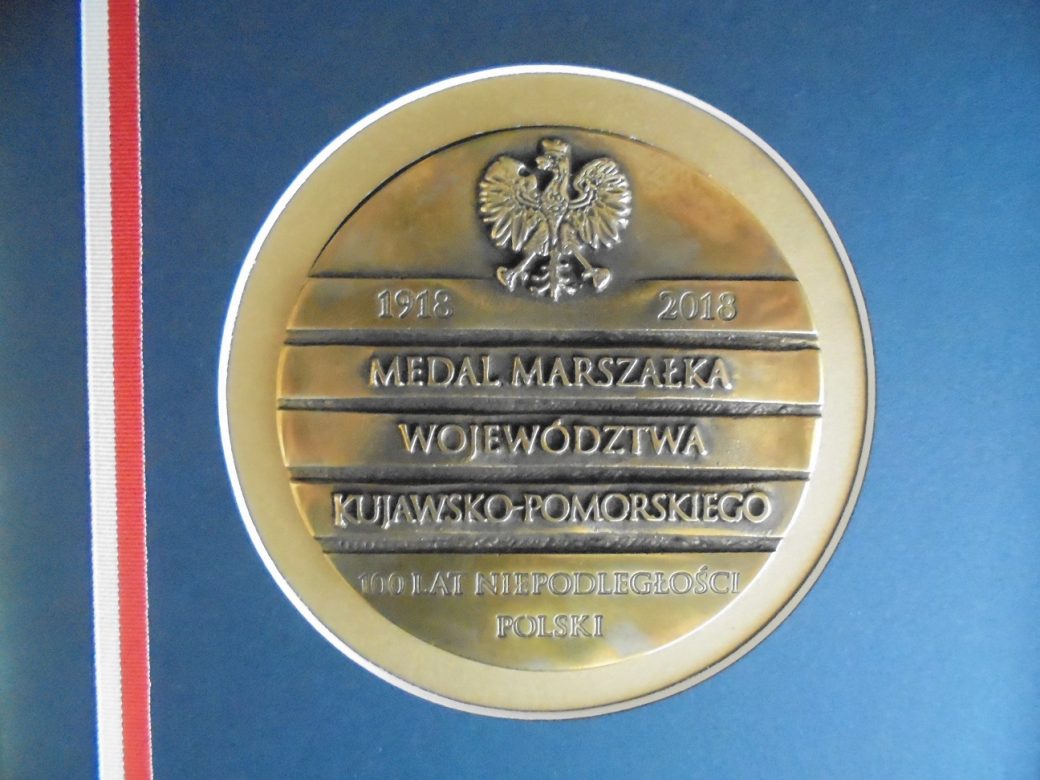 1918 2018
MEDAL MARSZAŁKA
WOJEWÓDZTWA
KUJAWSKO-POMORSKIEGO
100 LAT NIEPODLEGŁOŚCI
POLSKI